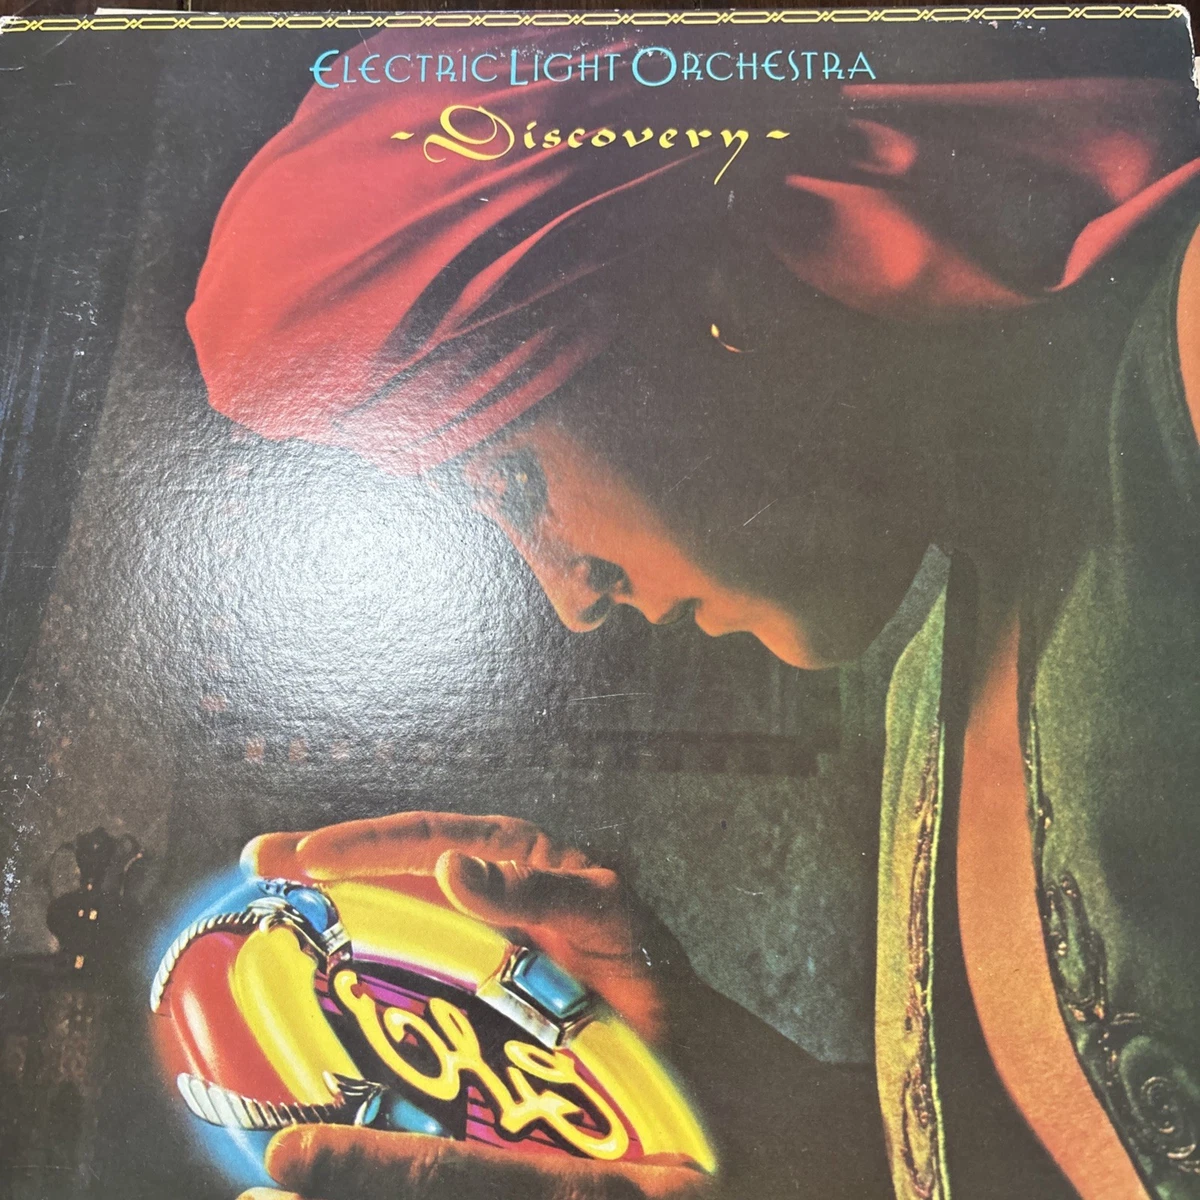 ELECTRIC LIGHT ORCHESTRA
-Discovery-
ELO